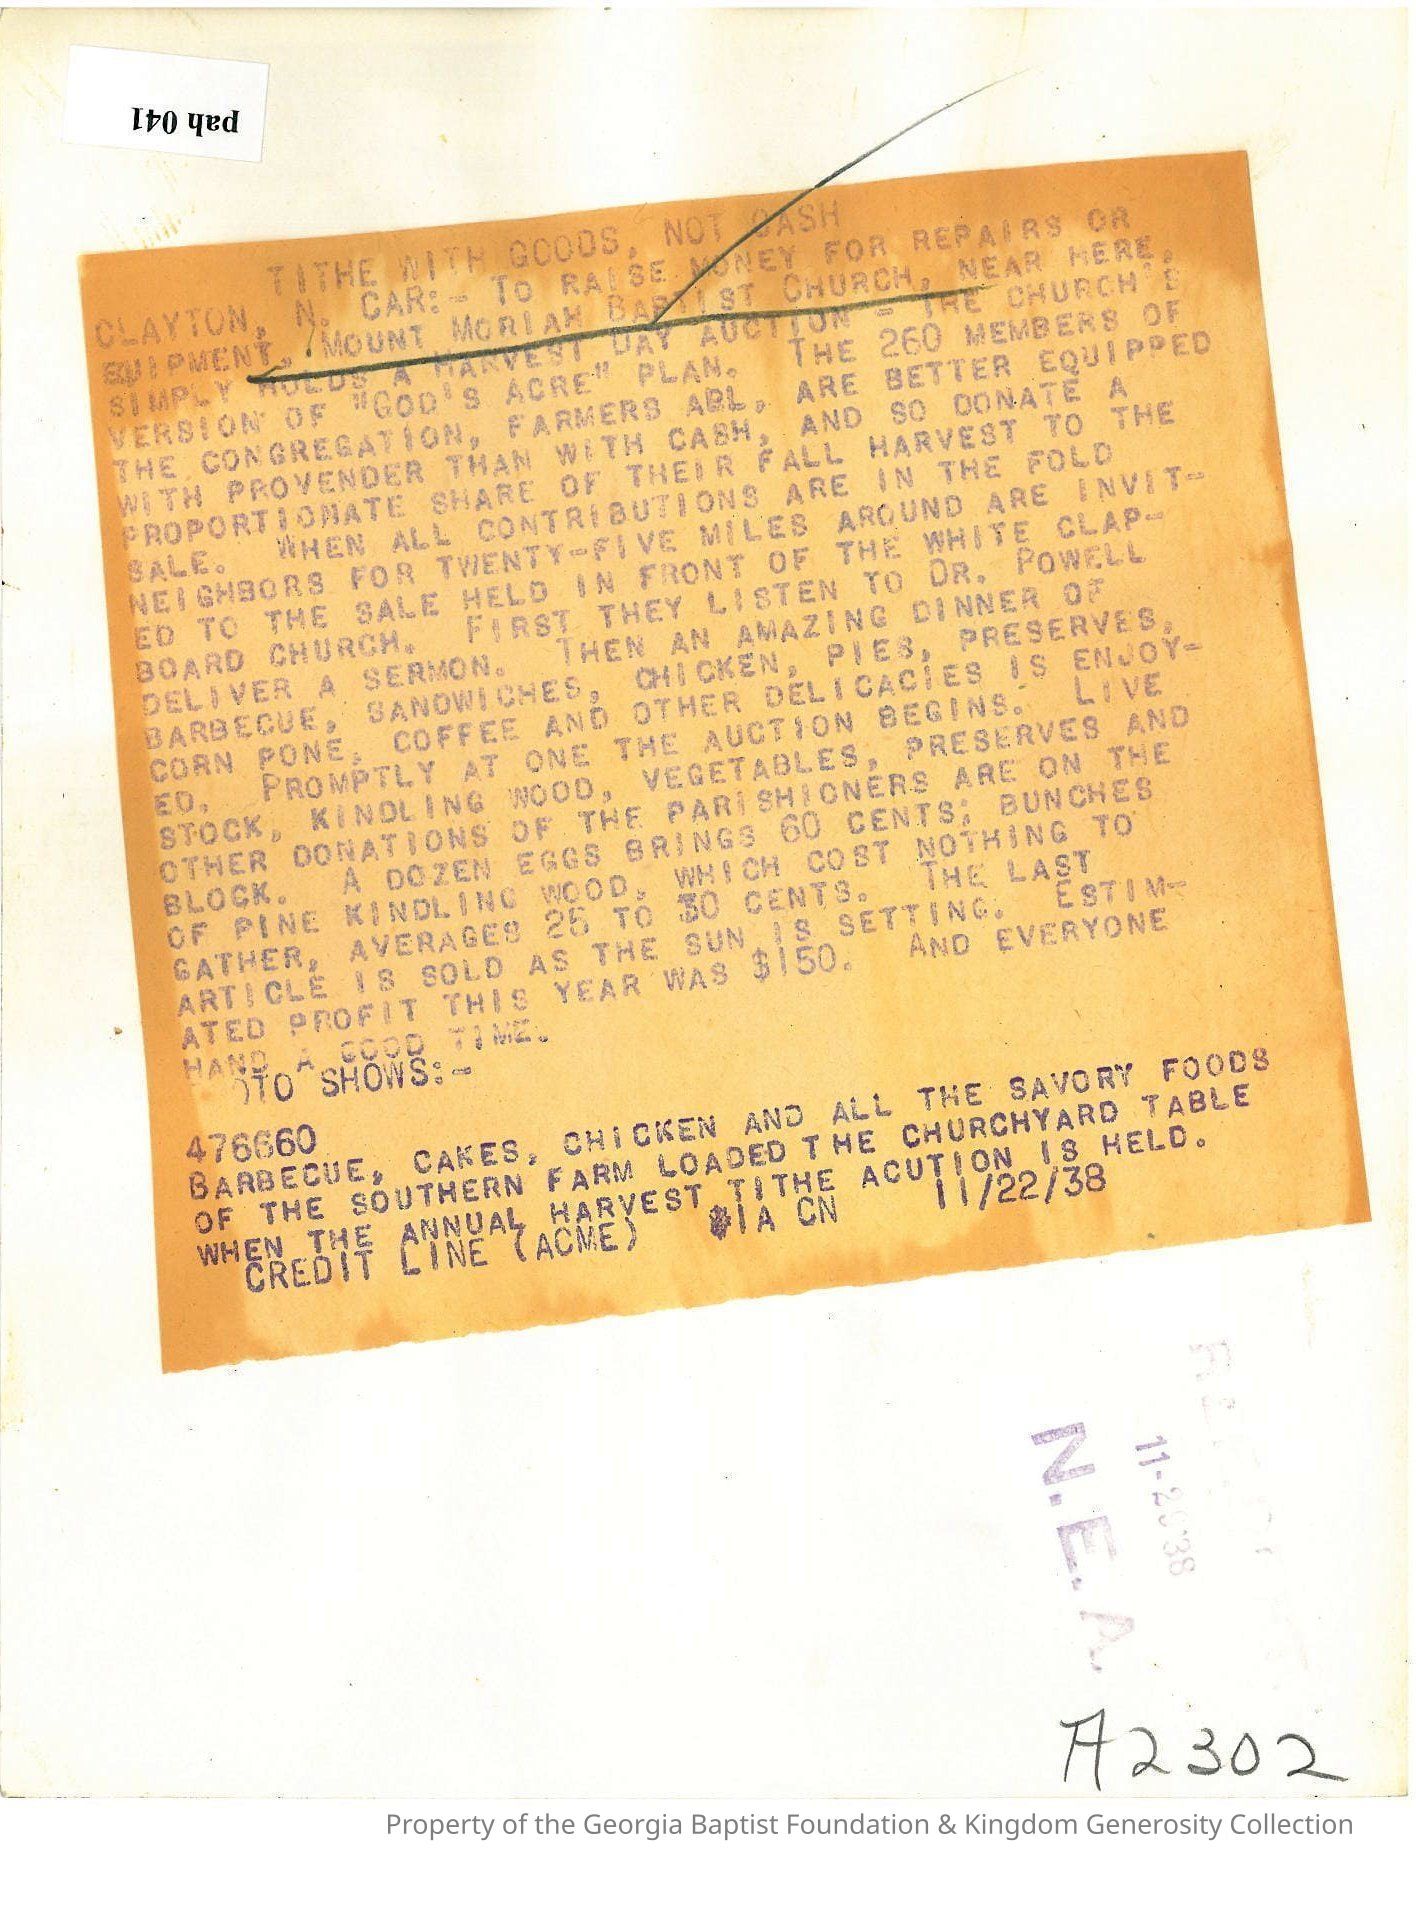 pah 041
TITHE WITH GOODS, NOT CASH
CLAYTON, N. CAR:- TO RAISE MONEY FOR REPAIRS OR
EUIPMENT, MOUNT MORIAH BAPTIST CHURCH, NEAR HERE,
SIMPLY HOLDS A HARVEST DAY AUCTION - THE CHURCH'S
VERSION OF "GOD'S ACRE" PLAN. THE 260 MEMBERS OF
THE CONGREGATION, FARMERS ABL, ARE BETTER EQUIPPED
WITH PROVENDER THAN WITH CASH, AND SO DONATE A
PROPORTIOMATE SHARE OF THEIR FALL HARVEST TO THE
SALE. WHEN ALL CONTRIBUTIONS ARE IN THE FOLD
NEIGHBORS FOR TWENTY-FIVE MILES AROUND ARE INVIT-
ED TO THE SALE HELD IN FRONT OF THE WHITE CLAP-
BOARD CHURCH. FIRST THEY LISTEN TO DR. POWELL
DELIVER A SERMON. THEN AN AMAZING DINNER OF
BARBECUE, SANDWICHES, CHICKEN, PIES, PRESERVES,
CORN PONE, COFFEE AND OTHER DELICACIES IS ENJOY-
ED. PROMPTLY AT ONE THE AUCTION BEGINS. LIVE
STOCK, KINDLING WOOD, VEGETABLES, PRESERVES AND
OTHER DONATIONS OF THE PARISHIONERS ARE ON THE
BLOCK. A DOZEN EGGS BRINGS 60 CENTS; BUNCHES
OF PINE KINDLING WOOD, WHICH COST NOTHING TO
GATHER, AVERAGES 25 TO 30 CENTS. THE LAST
ARTICLE IS SOLD AS THE SUN IS SETTING. ESTIM-
ATED PROFIT THIS YEAR WAS $150. AND EVERYONE
HAND A GOOD TIME.
OTO SHOWS:-
476660
BARBECUE, CAKES, CHICKEN AND ALL THE SAVORY FOODS
OF THE SOUTHERN FARM LOADED THE CHURCHYARD TABLE
WHEN THE ANNUAL HARVEST TITHE ACUTION IS HELD.
CREDIT LINE (ACME) IA CN 11/22/38
N.E.A.
A2302
Property of the Georgia Baptist Foundation & Kingdom Generosity Collection